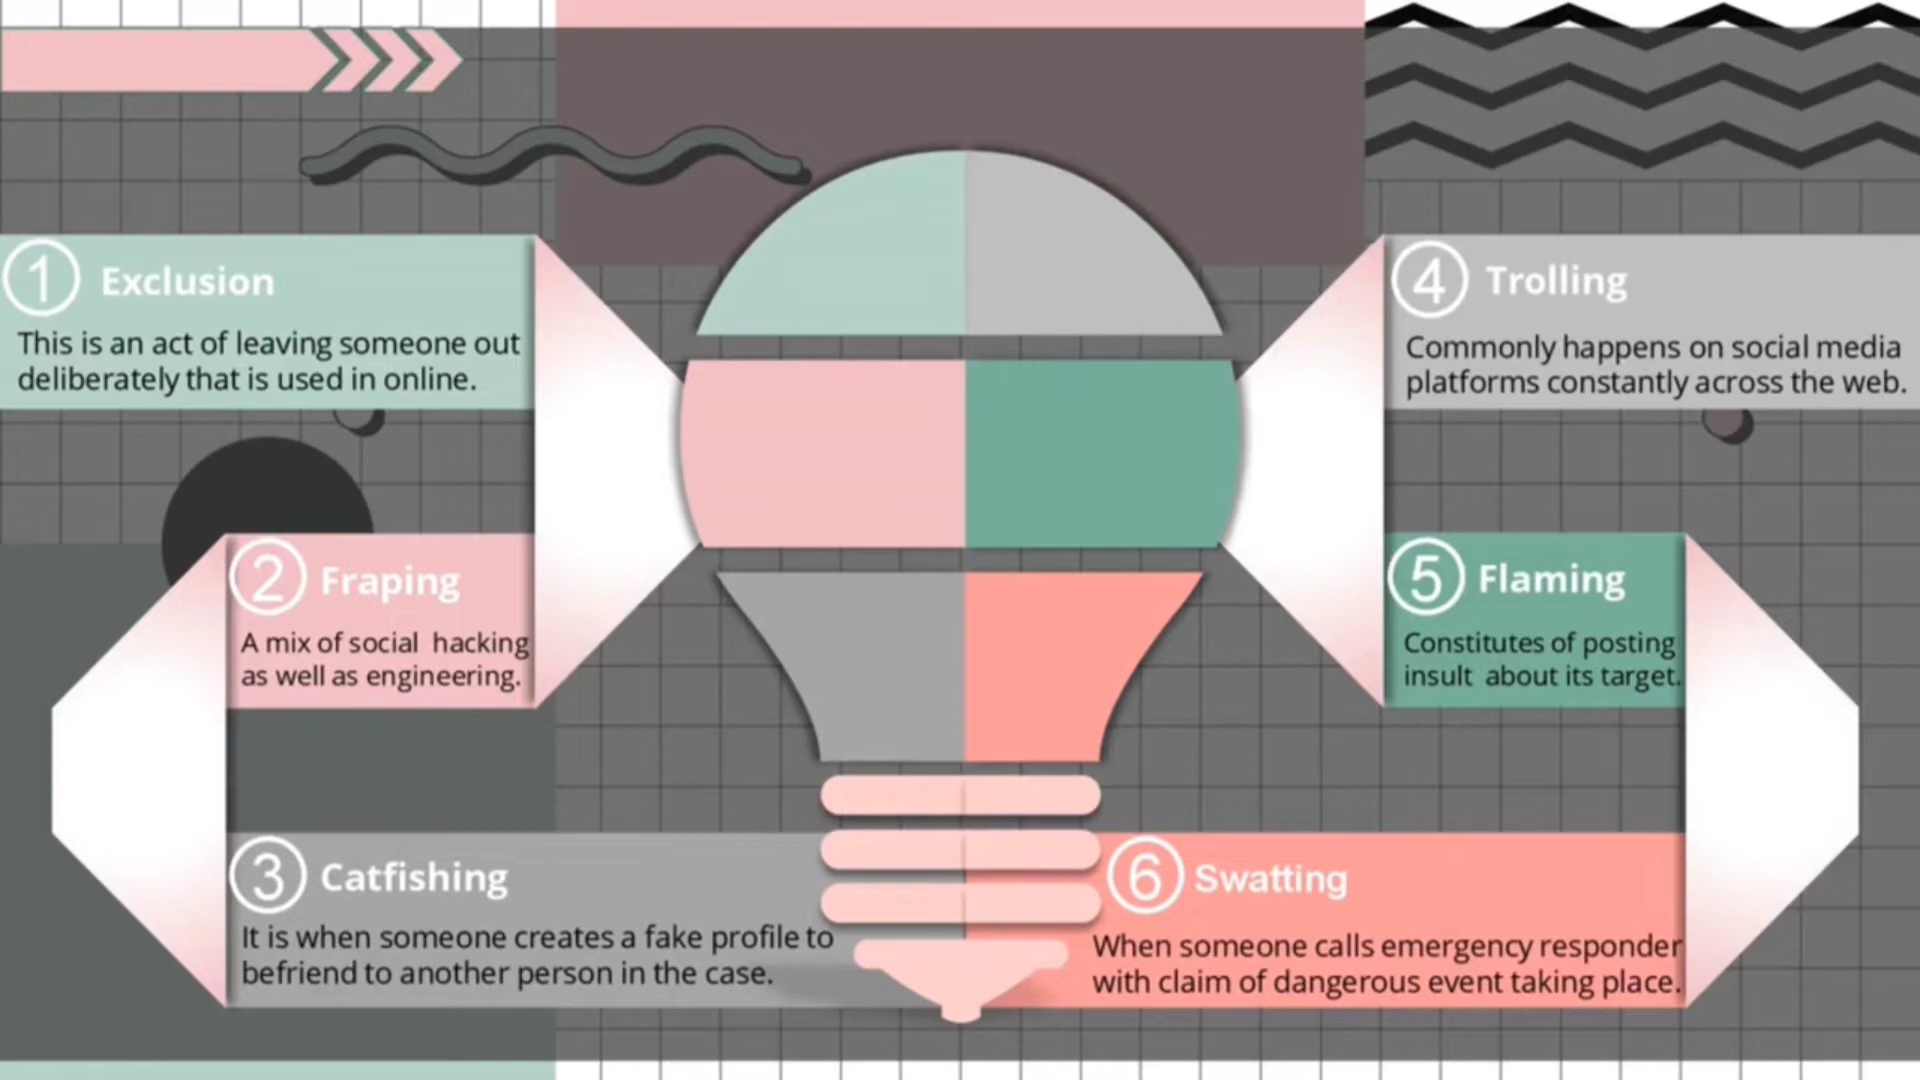 1 Exclusion
This is an act of leaving someone out
deliberately that is used in online.
2 Fraping
A mix of social hacking
as well as engineering.
3 Catfishing
It is when someone creates a fake profile to
befriend to another person in the case.
4 Trolling
Commonly happens on social media
platforms constantly across the web.
5 Flaming
Constitutes of posting
insult about its target.
6 Swatting
When someone calls emergency responder
with claim of dangerous event taking place.